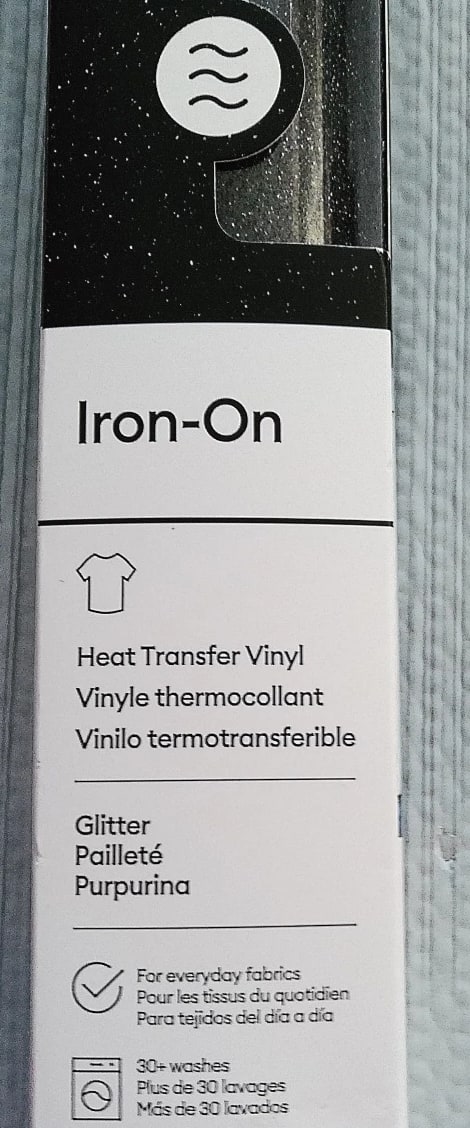 Iron-On
Heat Transfer Vinyl
Vinyle thermocollant
Vinilo termotransferible
Glitter
Pailleté
Purpurina
For everyday fabrics
Pour les tissus du quotidien
Para tejidos del día a día
30+ washes
Plus de 30 lavages
Más de 30 lavados